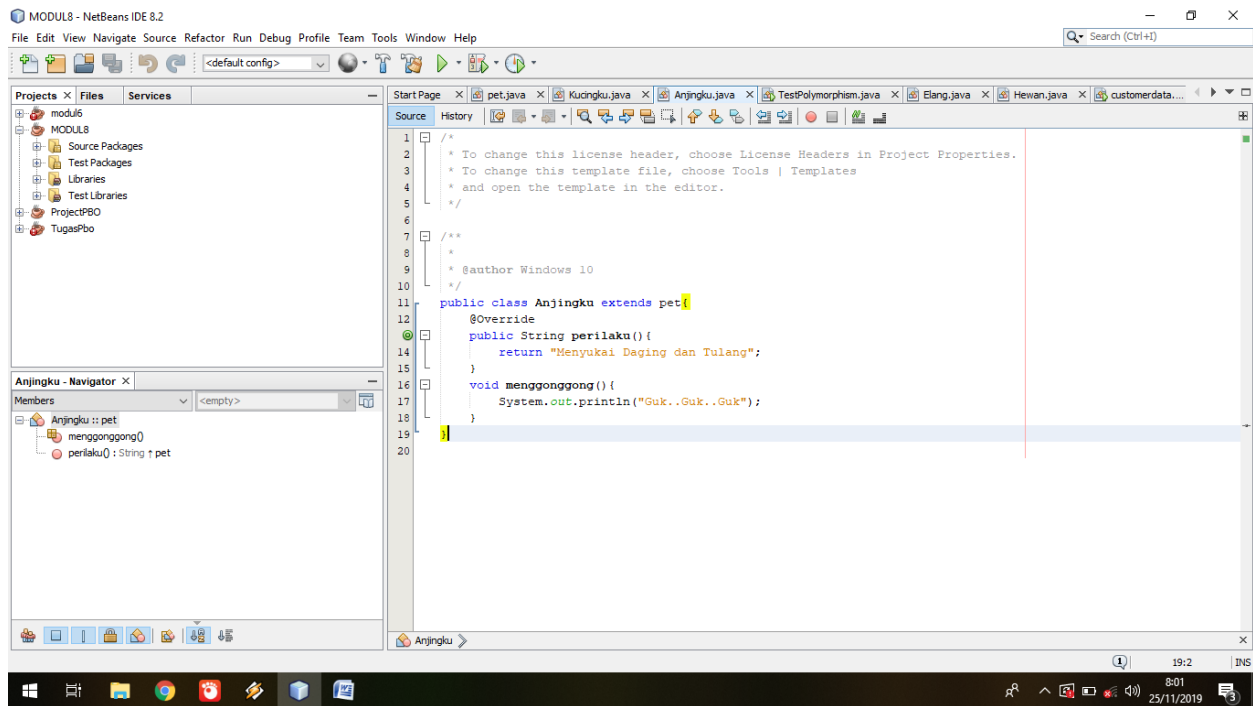 MODUL8 - NetBeans IDE 8.2
File Edit View Navigate Source Refactor Run Debug Profile Team Tools Window Help
Search (Ctrl+I)
<default config>
Projects Files Services
Start Page pet.java Kucingku.java Anjingku.java TestPolymorphism.java Elang.java Hewan.java customerdata....
modul6
MODUL8
Source Packages
Test Packages
Libraries
Test Libraries
ProjectPBO
TugasPbo
Source History
1 /*
2 * To change this license header, choose License Headers in Project Properties.
3 * To change this template file, choose Tools | Templates
4 * and open the template in the editor.
5 */
6
7 /**
8 *
9 * @author Windows 10
10 */
11 public class Anjingku extends pet{
12 @Override
public String perilaku(){
14 return "Menyukai Daging dan Tulang";
15 }
16 void menggonggong(){
17 System.out.println("Guk..Guk..Guk");
18 }
19 }
20
Anjingku - Navigator
Members <empty>
Anjingku :: pet
menggonggong()
perilaku() : String ↑ pet
Anjingku
1 19:2 INS
8:01
25/11/2019
3